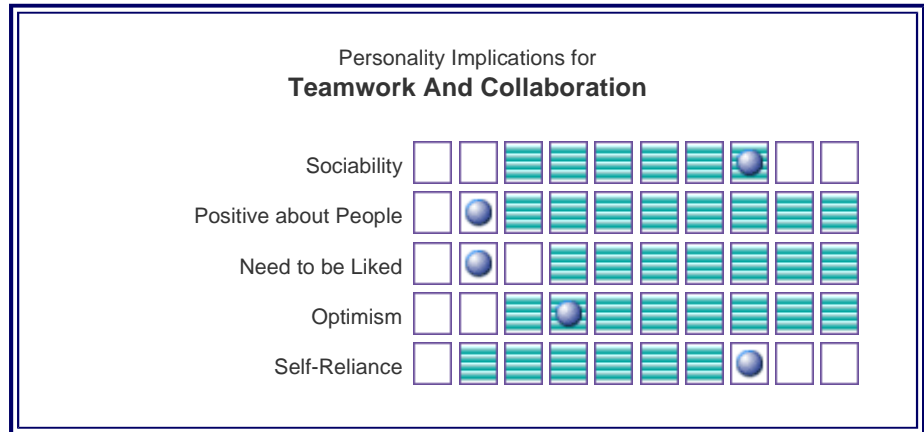 Personality Implications for
Teamwork And Collaboration
Sociability
Positive about People
Need to be Liked
Optimism
Self-Reliance